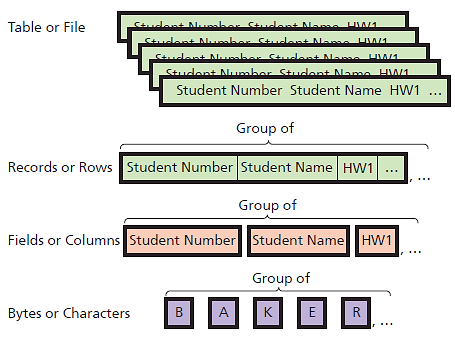 Table or File
Student Number Student Name HW1
Student Number Student Name HW1
Student Number Student Name HW1
Student Number Student Name HW1
Student Number Student Name HW1 ...
Group of
Records or Rows Student Number Student Name HW1 ... , ...
Group of
Fields or Columns Student Number Student Name HW1 , ...
Group of
Bytes or Characters B A K E R , ...